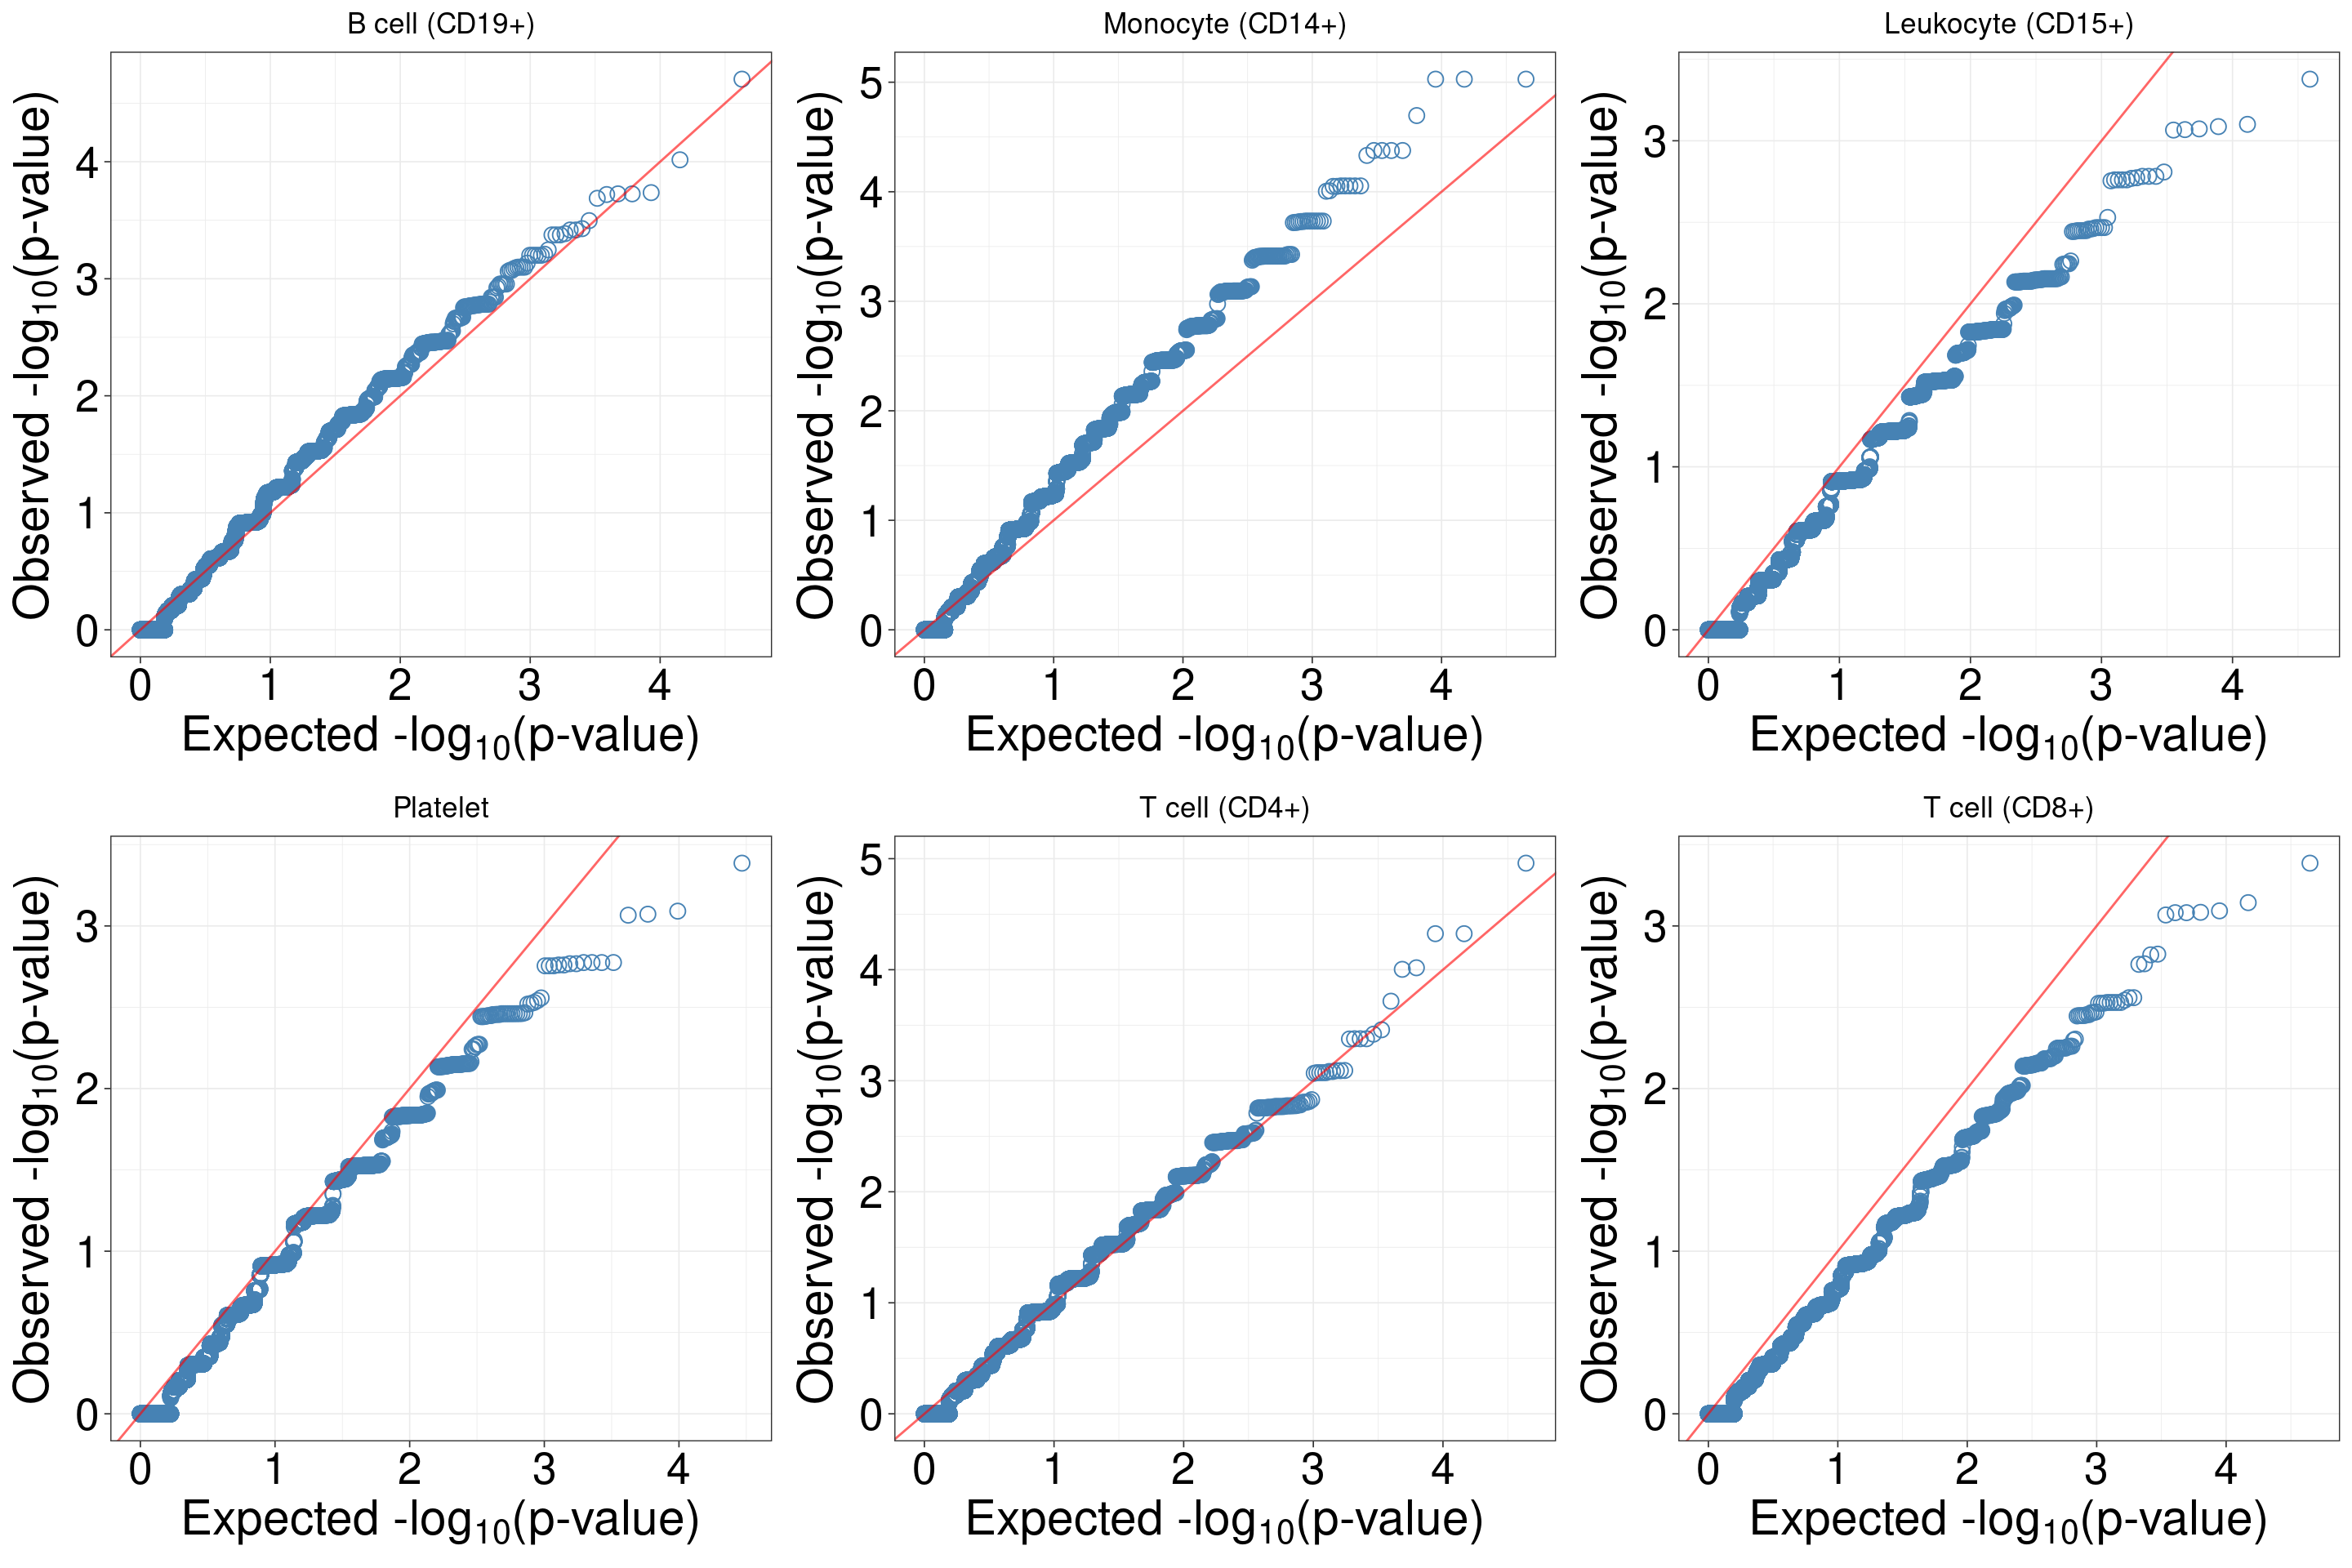 B cell (CD19+)
Observed -log10(p-value)
4
3
2
1
0
0 1 2 3 4
Expected -log10(p-value)
Monocyte (CD14+)
Observed -log10(p-value)
5
4
3
2
1
0
0 1 2 3 4
Expected -log10(p-value)
Leukocyte (CD15+)
Observed -log10(p-value)
3
2
1
0
0 1 2 3 4
Expected -log10(p-value)
Platelet
Observed -log10(p-value)
3
2
1
0
0 1 2 3 4
Expected -log10(p-value)
T cell (CD4+)
Observed -log10(p-value)
5
4
3
2
1
0
0 1 2 3 4
Expected -log10(p-value)
T cell (CD8+)
Observed -log10(p-value)
3
2
1
0
0 1 2 3 4
Expected -log10(p-value)